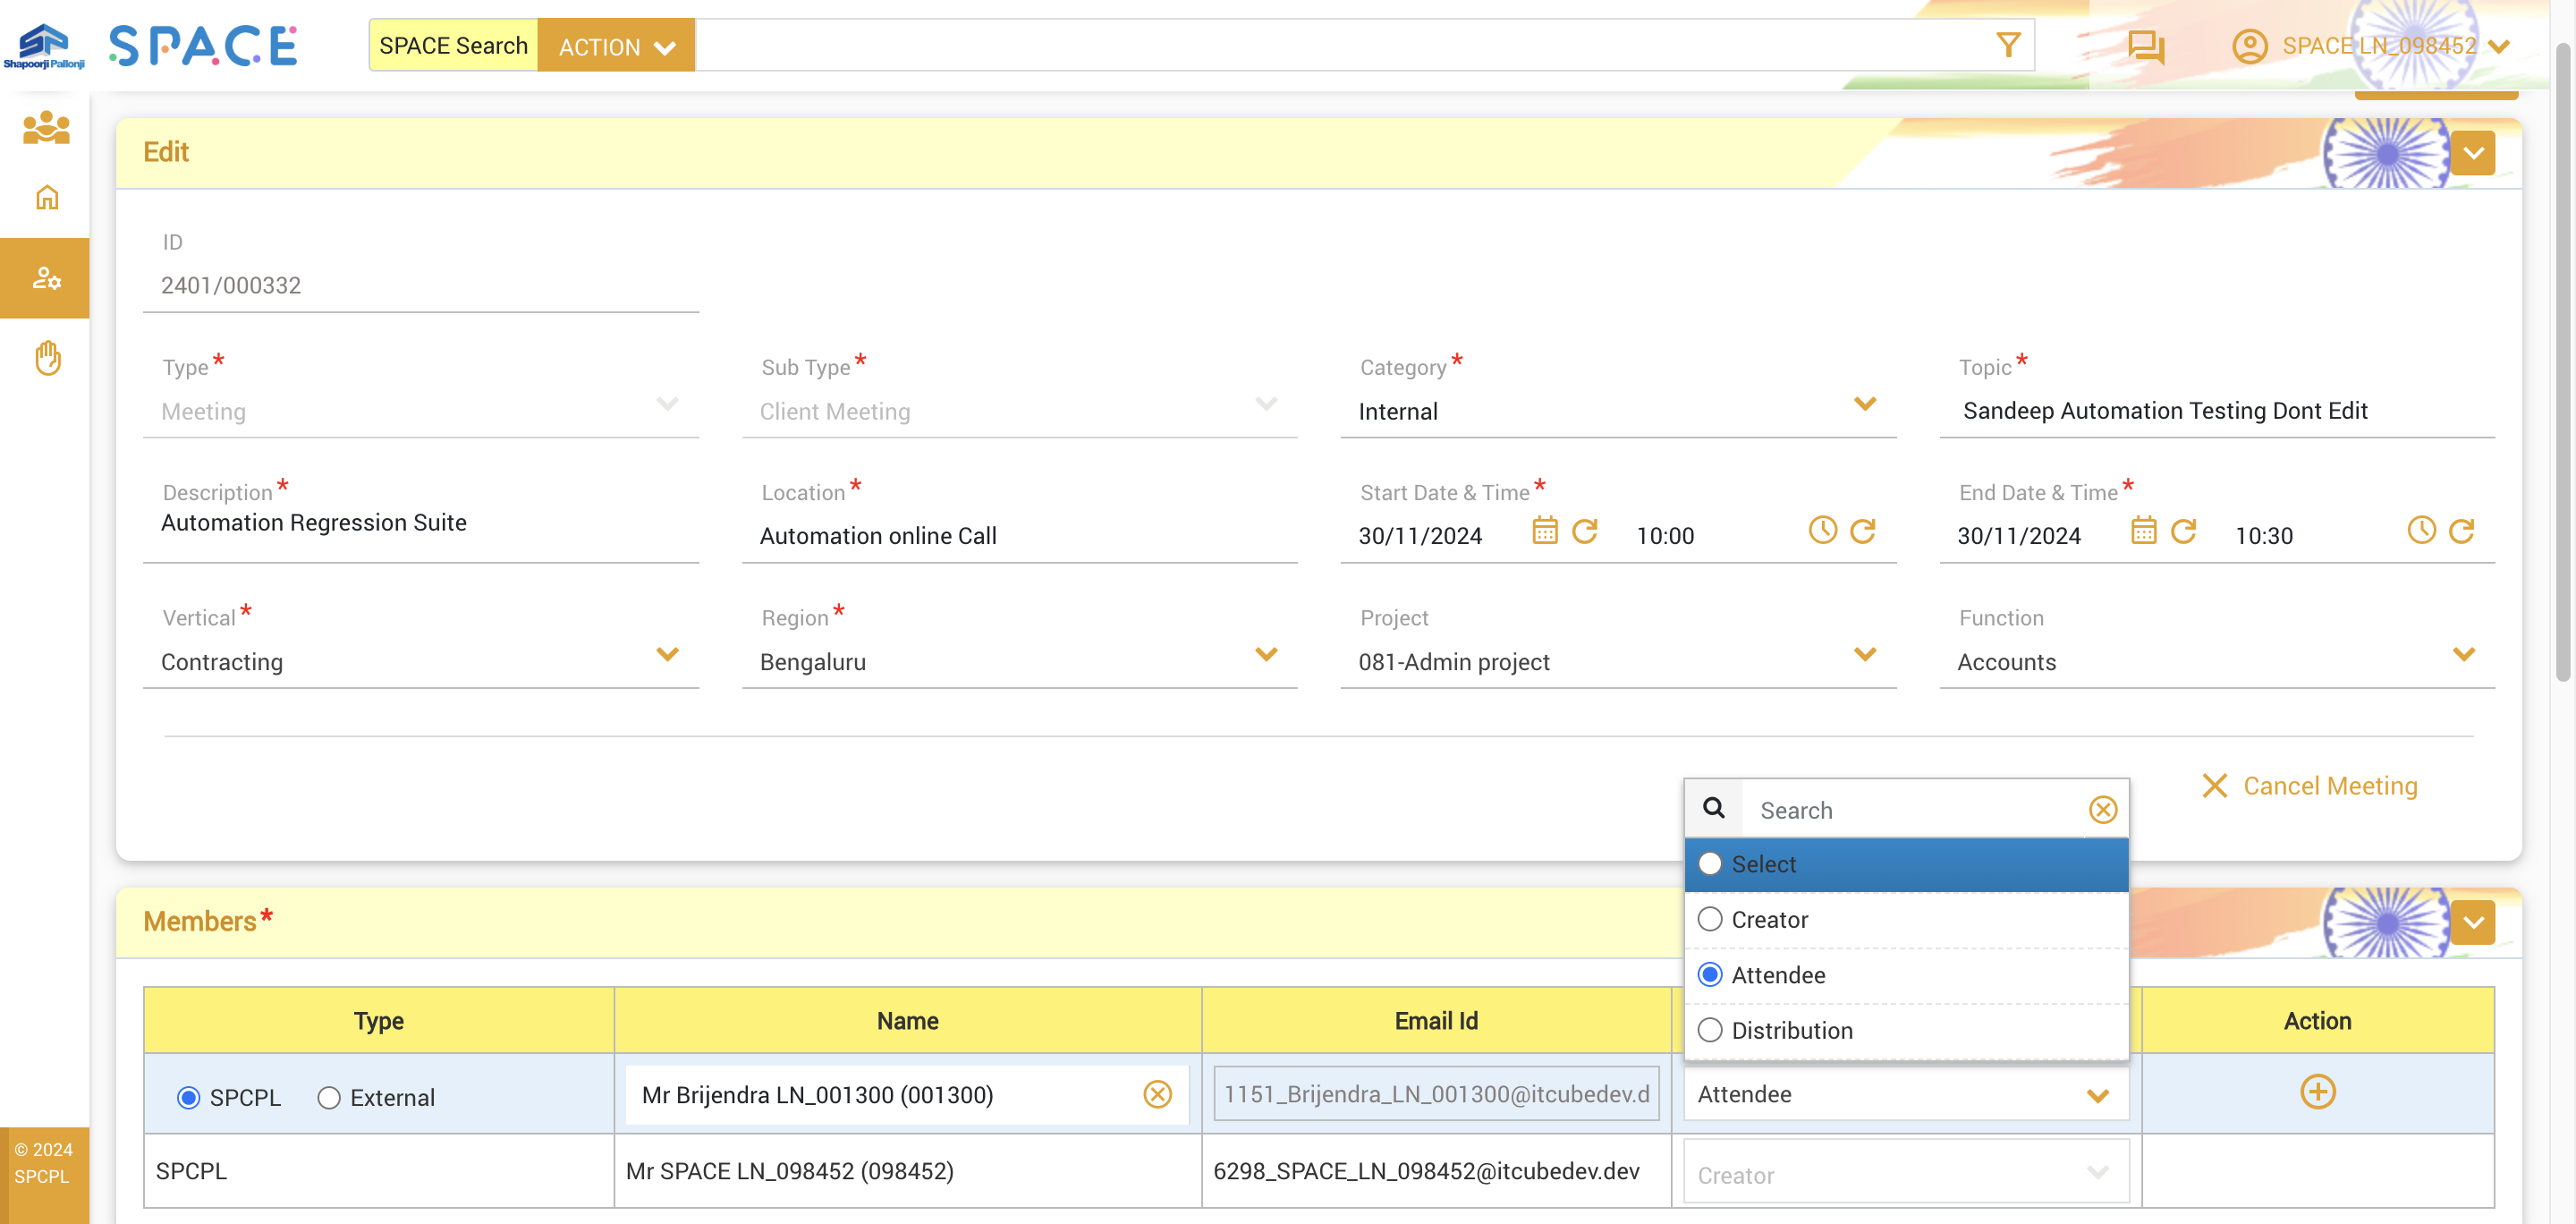 Shapoorji Pallonji
SPACE
SPACE Search
ACTION
SPACE LN_098452
Edit
ID
2401/000332
Type*
Meeting
Sub Type*
Client Meeting
Category*
Internal
Topic*
Sandeep Automation Testing Dont Edit
Description*
Automation Regression Suite
Location*
Automation online Call
Start Date & Time*
30/11/2024 10:00
End Date & Time*
30/11/2024 10:30
Vertical*
Contracting
Region*
Bengaluru
Project
081-Admin project
Function
Accounts
Cancel Meeting
Search
Select
Creator
Attendee
Distribution
Members*
Type Name Email Id Action
SPCPL External Mr Brijendra LN_001300 (001300) 1151_Brijendra_LN_001300@itcubedev.d Attendee
SPCPL Mr SPACE LN_098452 (098452) 6298_SPACE_LN_098452@itcubedev.dev Creator
© 2024
SPCPL